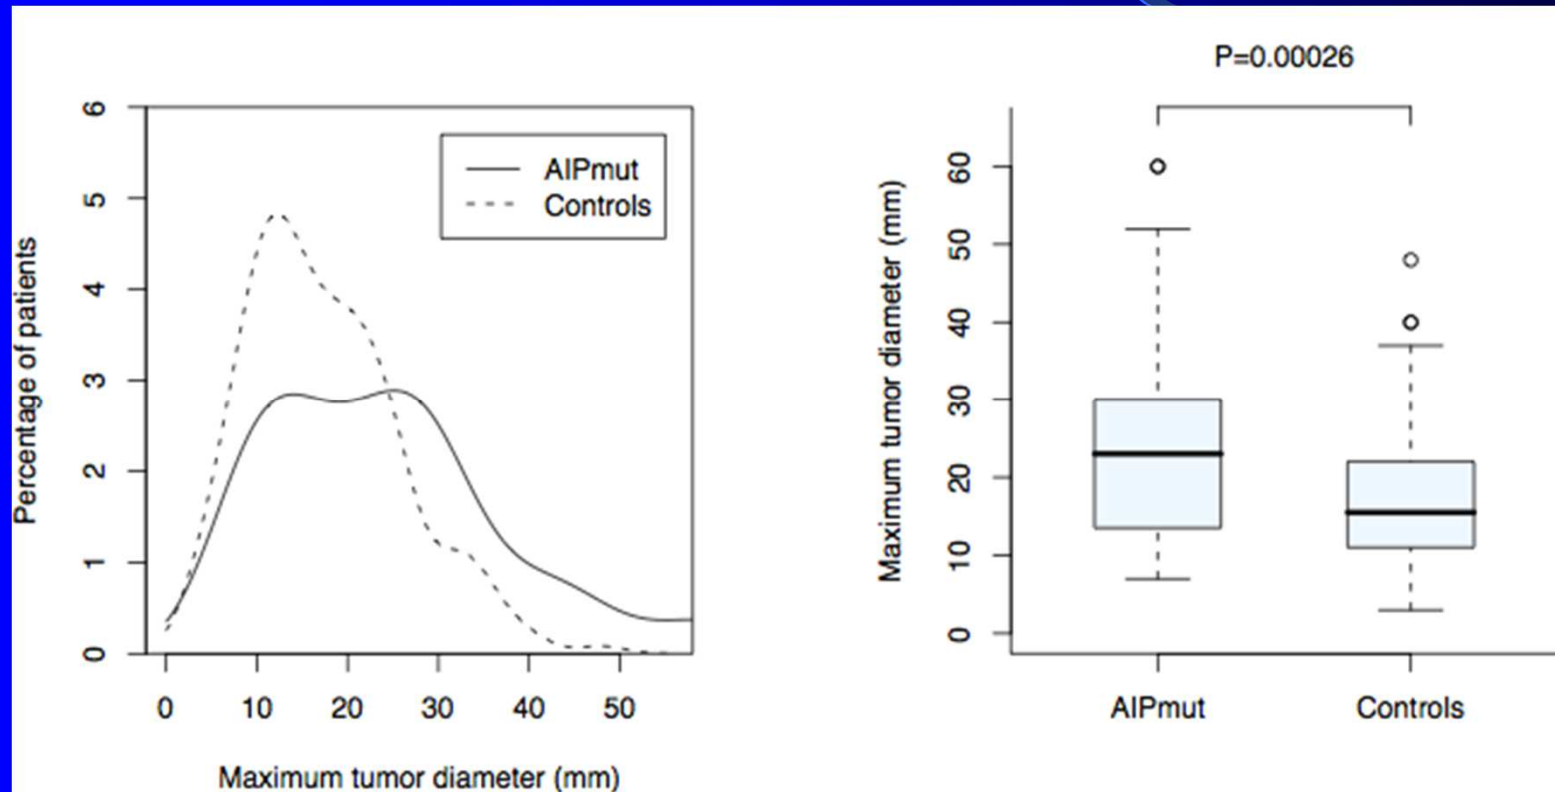 6
5
4
3
2
1
0
Percentage of patients
AIPmut
Controls
0 10 20 30 40 50
Maximum tumor diameter (mm)
P=0.00026
60
50
40
30
20
10
0
Maximum tumor diameter (mm)
AIPmut Controls